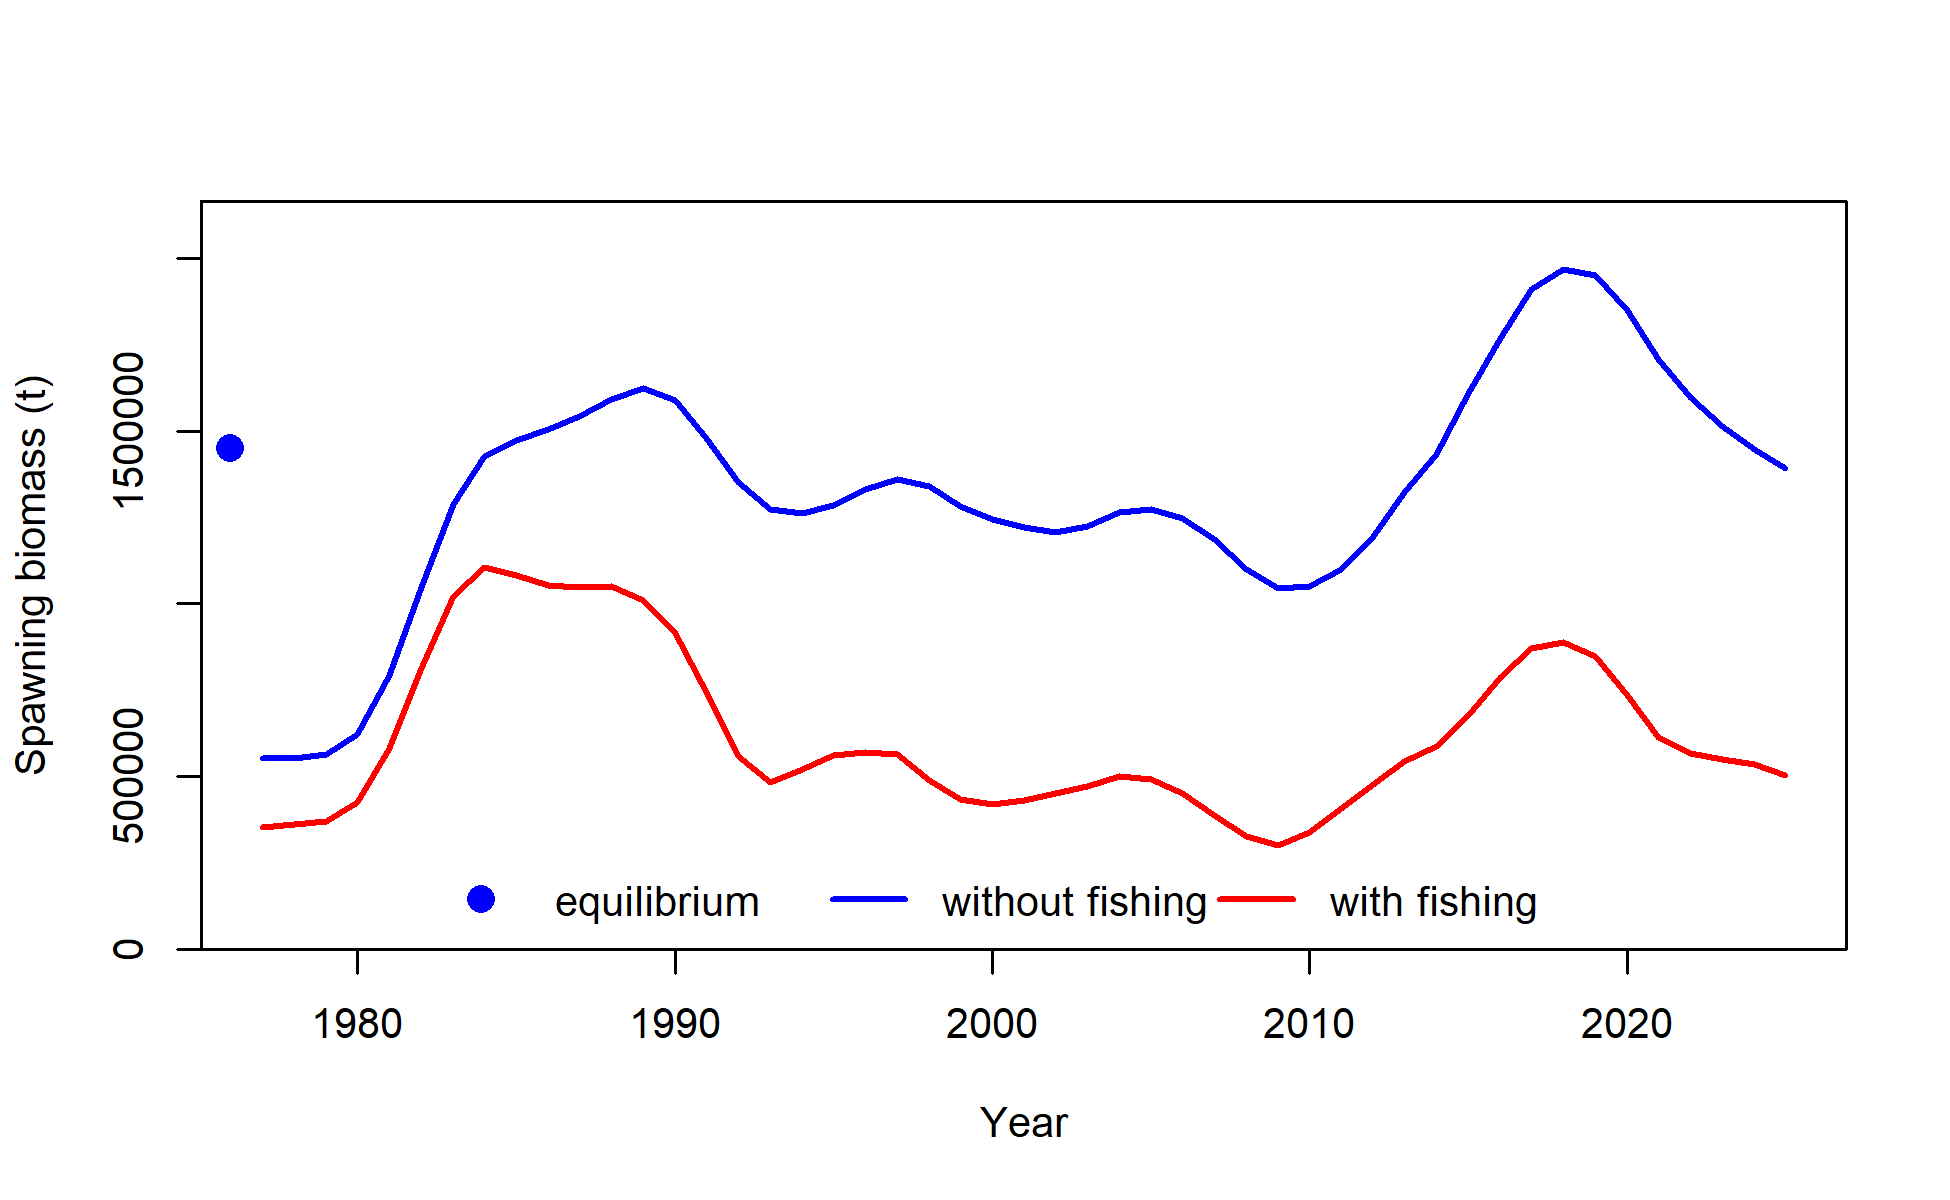 Spawning biomass (t)
1500000
500000
0
equilibrium without fishing with fishing
1980 1990 2000 2010 2020
Year